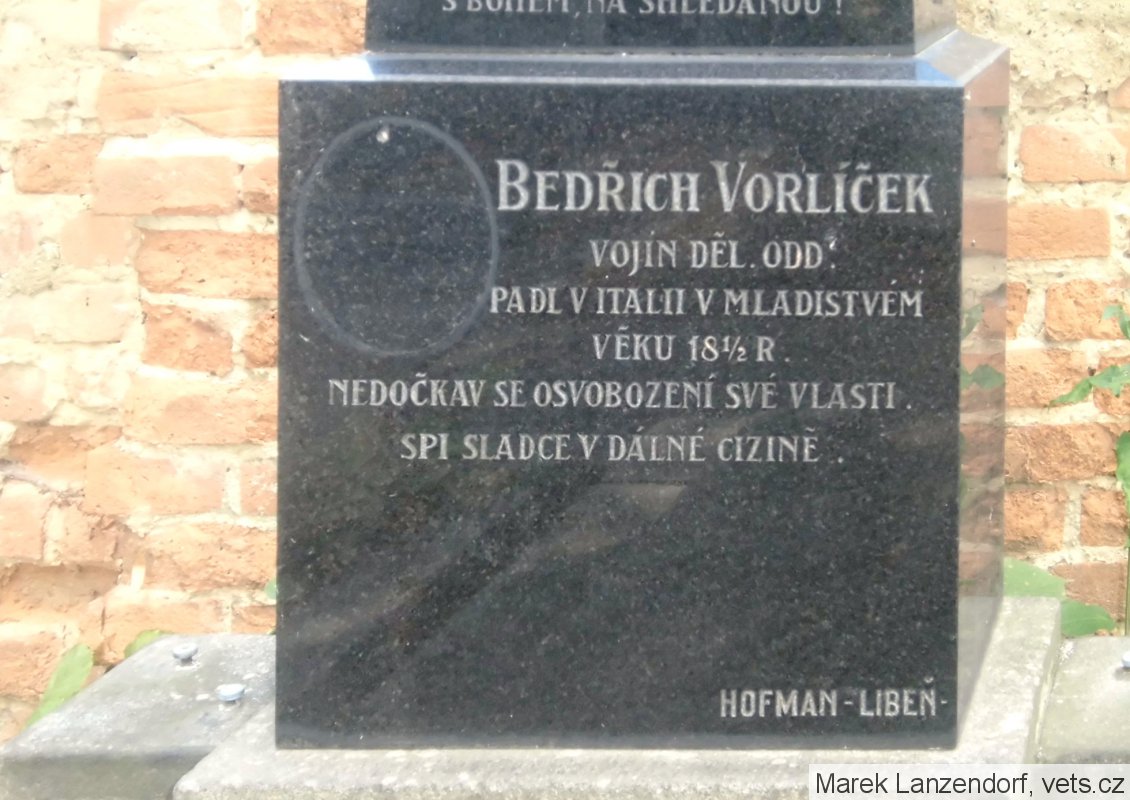 S BOHEM, NA SHLEDANOU !
BEDŘICH VORLÍČEK
VOJÍN DĚL. ODD.
PADL V ITALII V MLADISTVÉM
VĚKU 18½ R.
NEDOČKAV SE OSVOBOZENÍ SVÉ VLASTI.
SPI SLADCE V DÁLNÉ CIZINĚ.
HOFMAN - LIBEŇ -
Marek Lanzendorf, vets.cz